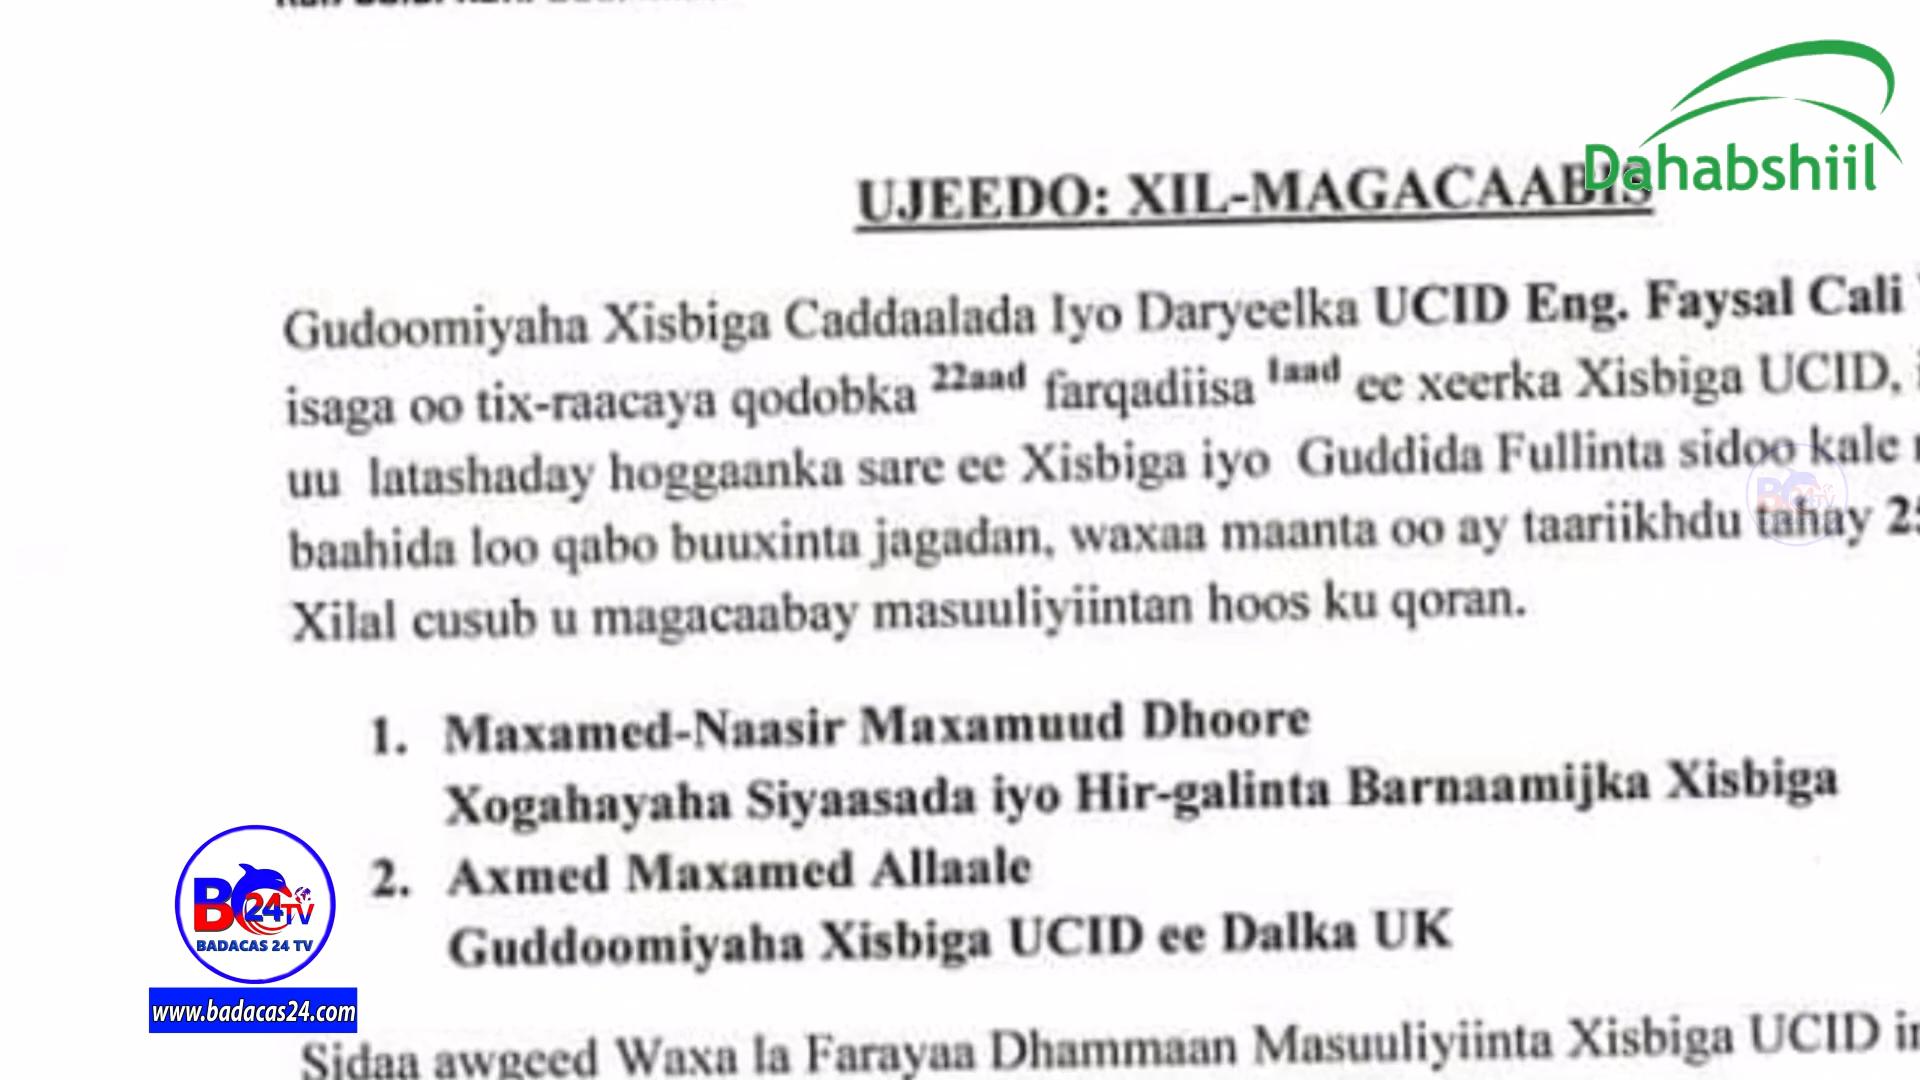 Dahabshiil
UJEEDO: XIL-MAGACAABIS
Gudoomiyaha Xisbiga Caddaalada Iyo Daryeelka UCID Eng. Faysal Cali
isaga oo tix-raacaya qodobka 22aad farqadiisa 1aad ee xeerka Xisbiga UCID,
uu latashaday hoggaanka sare ee Xisbiga iyo Guddida Fullinta sidoo kale
baahida loo qabo buuxinta jagadan, waxaa maanta oo ay taariikhdu tahay
Xilal cusub u magacaabay masuuliyiintan hoos ku qoran.
1. Maxamed-Naasir Maxamuud Dhoore
Xogahayaha Siyaasada iyo Hir-galinta Barnaamijka Xisbiga
2. Axmed Maxamed Allaale
Guddoomiyaha Xisbiga UCID ee Dalka UK
Sidaa awgeed Waxa la Farayaa Dhammaan Masuuliyiinta Xisbiga UCID
BC 24 TV
BADACAS 24 TV
www.badacas24.com